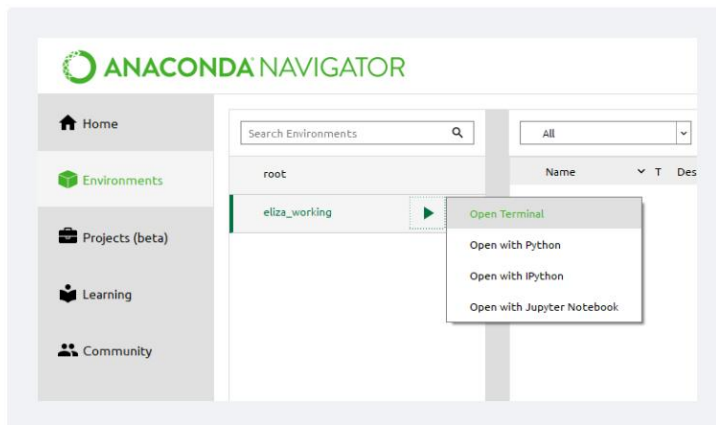 ANACONDA NAVIGATOR
Home
Environments
Projects (beta)
Learning
Community
Search Environments
root
eliza_working
All
Name T Des
Open Terminal
Open with Python
Open with IPython
Open with Jupyter Notebook